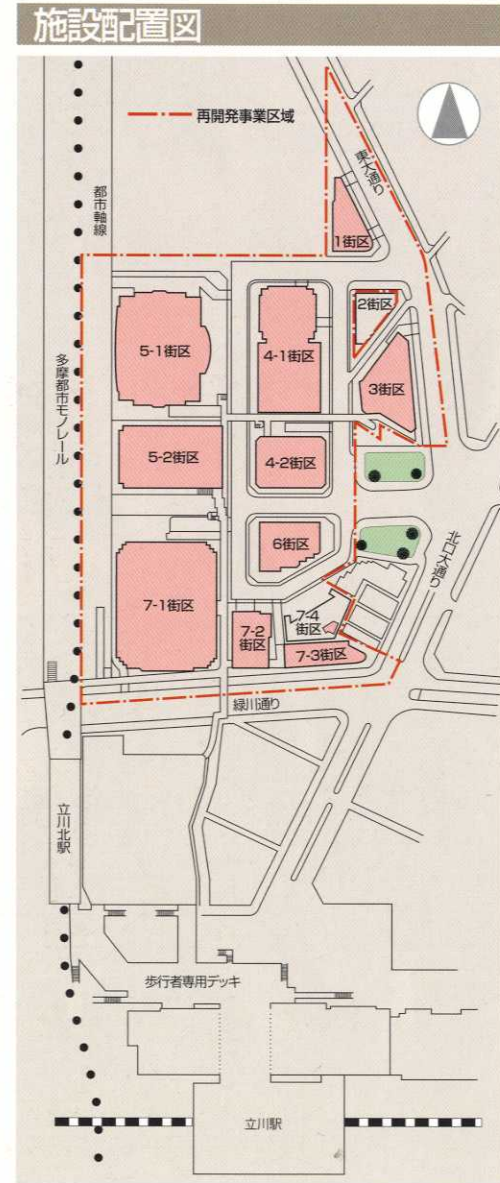 施設配置図
再開発事業区域
東大通り
都市軸線
1街区
2街区
5-1街区
4-1街区
3街区
多摩都市モノレール
5-2街区
4-2街区
6街区
北口大通り
7-1街区
7-2
街区
7-4
街区
7-3街区
緑川通り
立川北駅
歩行者専用デッキ
立川駅